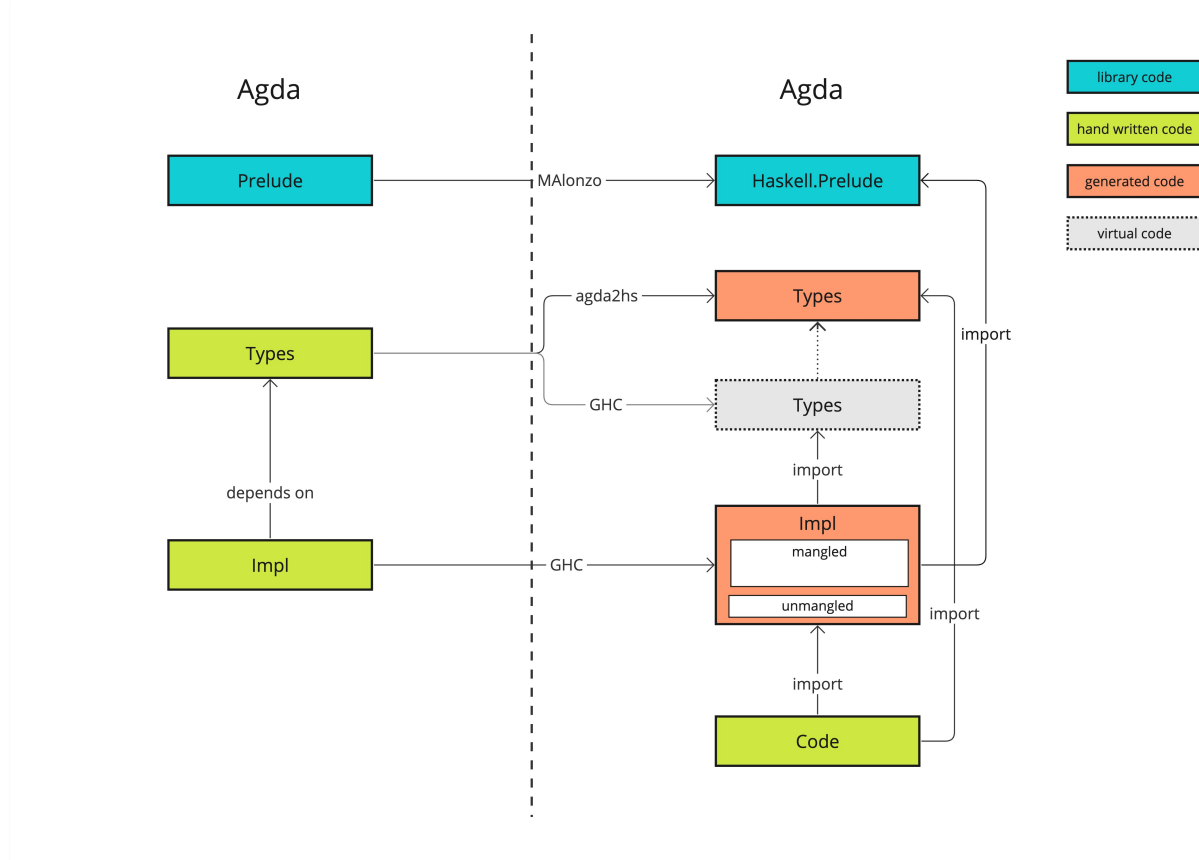 Agda
Agda
library code
hand written code
generated code
virtual code
Prelude
MAlonzo
Haskell.Prelude
agda2hs
Types
import
Types
GHC
Types
import
depends on
Impl
mangled
Impl
GHC
unmangled
import
import
Code